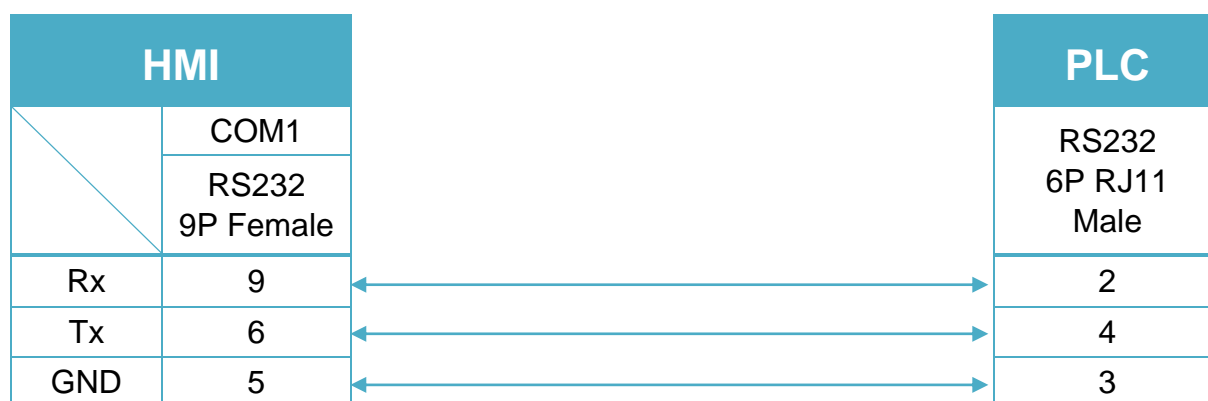 HMI PLC
COM1
RS232
9P Female
RS232
6P RJ11
Male
Rx 9 2
Tx 6 4
GND 5 3